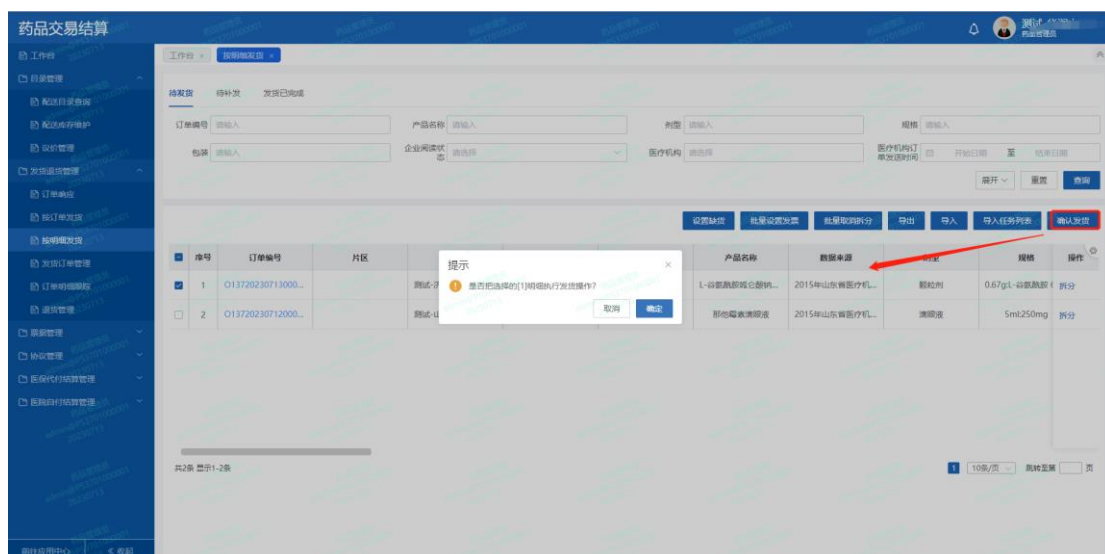 药品交易结算
药品管理员
工作台
目录管理
配送目录查询
配送库存维护
议价管理
发货退货管理
订单响应
按订单发货
按明细发货
发货订单管理
订单明细跟踪
退货管理
票据管理
协议管理
医保代付结算管理
医院自付结算管理
收起
工作台 × 按明细发货 ×
待发货 待补发 发货已完成
订单编号 请输入 产品名称 请输入 剂型 请输入 规格 请输入
包装 请输入 企业阅读状态 请选择 医疗机构 请选择 医疗机构订单发送时间 开始日期 至 结束日期
展开 重置 查询
设置缺货 批量设置发票 批量取消拆分 导出 导入 导入任务列表 确认发货
序号 订单编号 片区 产品名称 数据来源 规格 操作
1 O13720230713000... 测试- L-谷氨酰胺呱仑酸钠... 2015年山东省医疗机... 颗粒剂 0.67g:L-谷氨酰胺 拆分
2 O13720230712000... 测试- 那他霉素滴眼液 2015年山东省医疗机... 滴眼液 5ml:250mg 拆分
提示 ×
是否把选择的[1]明细执行发货操作?
取消 确定
共2条 显示1-2条
1 10条/页 跳转至第 页